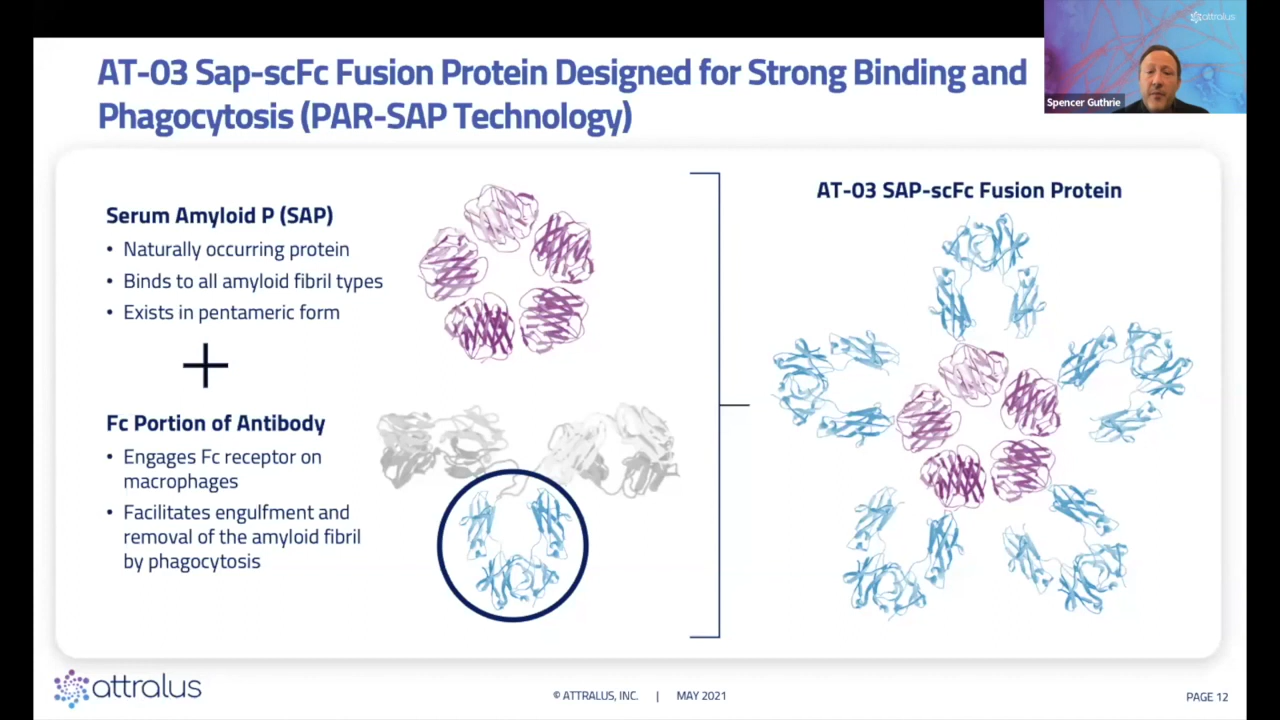 attralus
Spencer Guthrie
AT-03 Sap-scFc Fusion Protein Designed for Strong Binding and
Phagocytosis (PAR-SAP Technology)
Serum Amyloid P (SAP)
• Naturally occurring protein
• Binds to all amyloid fibril types
• Exists in pentameric form
+
Fc Portion of Antibody
• Engages Fc receptor on
macrophages
• Facilitates engulfment and
removal of the amyloid fibril
by phagocytosis
AT-03 SAP-scFc Fusion Protein
attralus
© ATTRALUS, INC. | MAY 2021
PAGE 12